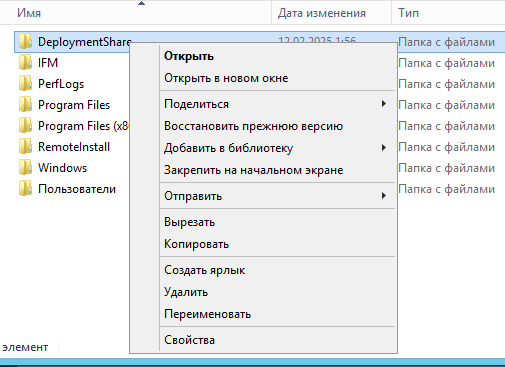 Имя Дата изменения Тип
DeploymentShare 12.02.2025 1:56 Папка с файлами
IFM Папка с файлами
PerfLogs Папка с файлами
Program Files Папка с файлами
Program Files (x8 Папка с файлами
RemoteInstall Папка с файлами
Windows Папка с файлами
Пользователи Папка с файлами
Открыть
Открыть в новом окне
Поделиться
Восстановить прежнюю версию
Добавить в библиотеку
Закрепить на начальном экране
Отправить
Вырезать
Копировать
Создать ярлык
Удалить
Переименовать
Свойства
элемент